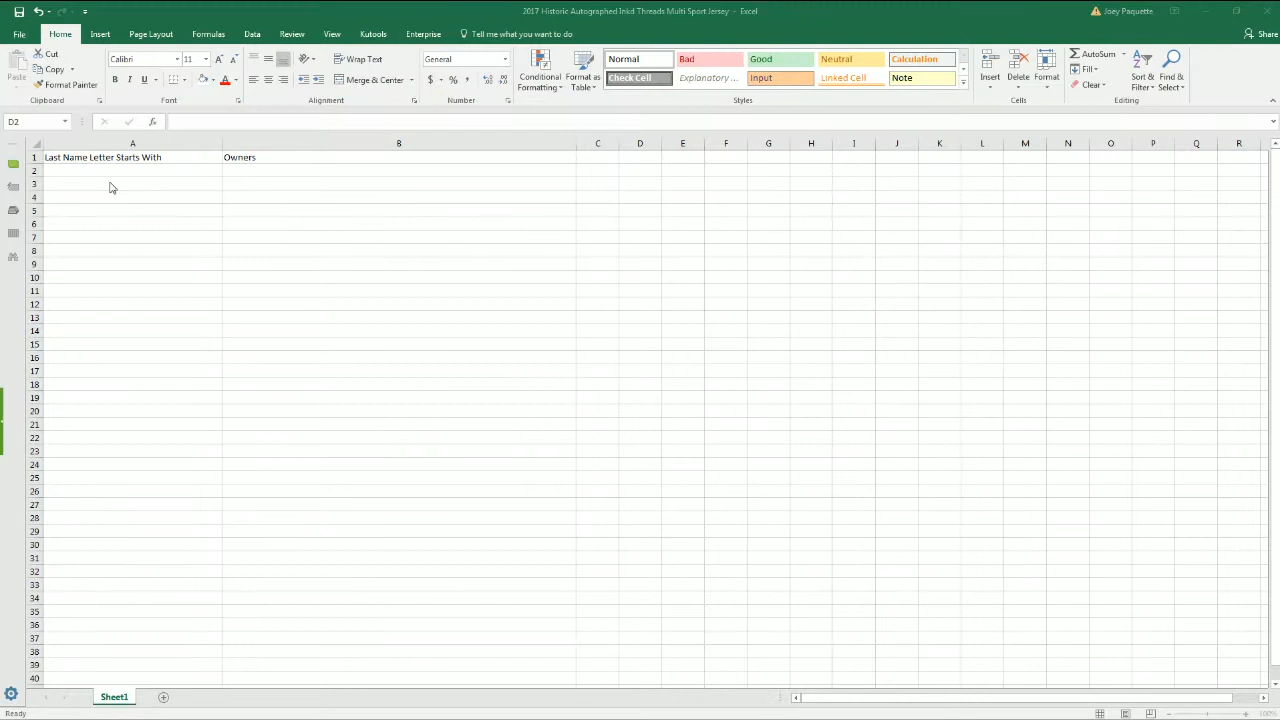 2017 Historic Autographed Inkd Threads Multi Sport Jersey - Excel
Joey Paquette
File Home Insert Page Layout Formulas Data Review View Kutools Enterprise Tell me what you want to do Share
Paste
Cut
Copy
Format Painter
Clipboard
Calibri 11
B I U
Font
Wrap Text
Merge & Center
Alignment
General
$ % ,
Number
Conditional Formatting
Format as Table
Normal Bad Good Neutral Calculation
Check Cell Explanatory ... Input Linked Cell Note
Styles
Insert Delete Format
Cells
AutoSum
Fill
Clear
Sort & Filter
Find & Select
Editing
D2 fx
A B C D E F G H I J K L M N O P Q R
1 Last Name Letter Starts With Owners
2
3
4
5
6
7
8
9
10
11
12
13
14
15
16
17
18
19
20
21
22
23
24
25
26
27
28
29
30
31
32
33
34
35
36
37
38
39
40
Sheet1
Ready 100%